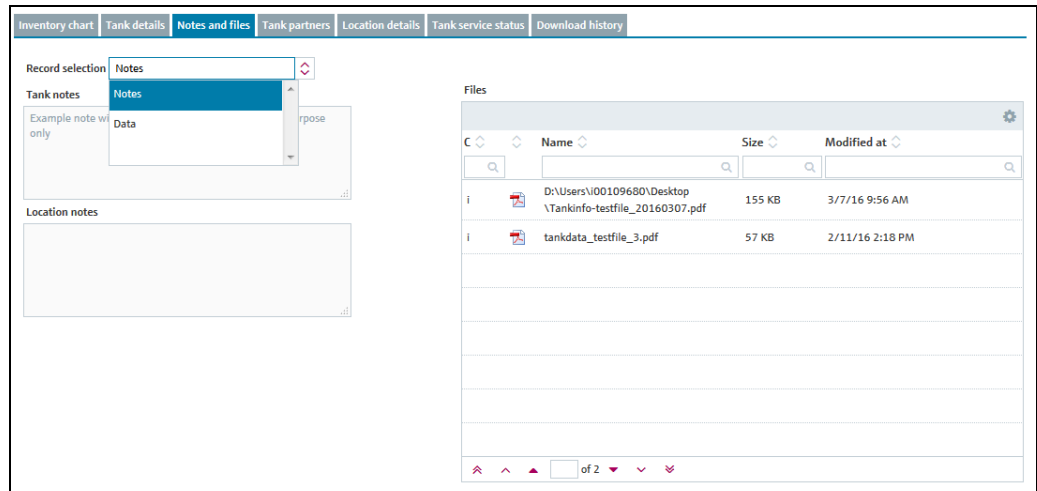 Inventory chart Tank details Notes and files Tank partners Location details Tank service status Download history
Record selection Notes
Notes
Data
Tank notes
Example note wi rpose
only
Location notes
Files
C Name Size Modified at
i D:\Users\i00109680\Desktop
\Tankinfo-testfile_20160307.pdf 155 KB 3/7/16 9:56 AM
i tankdata_testfile_3.pdf 57 KB 2/11/16 2:18 PM
of 2